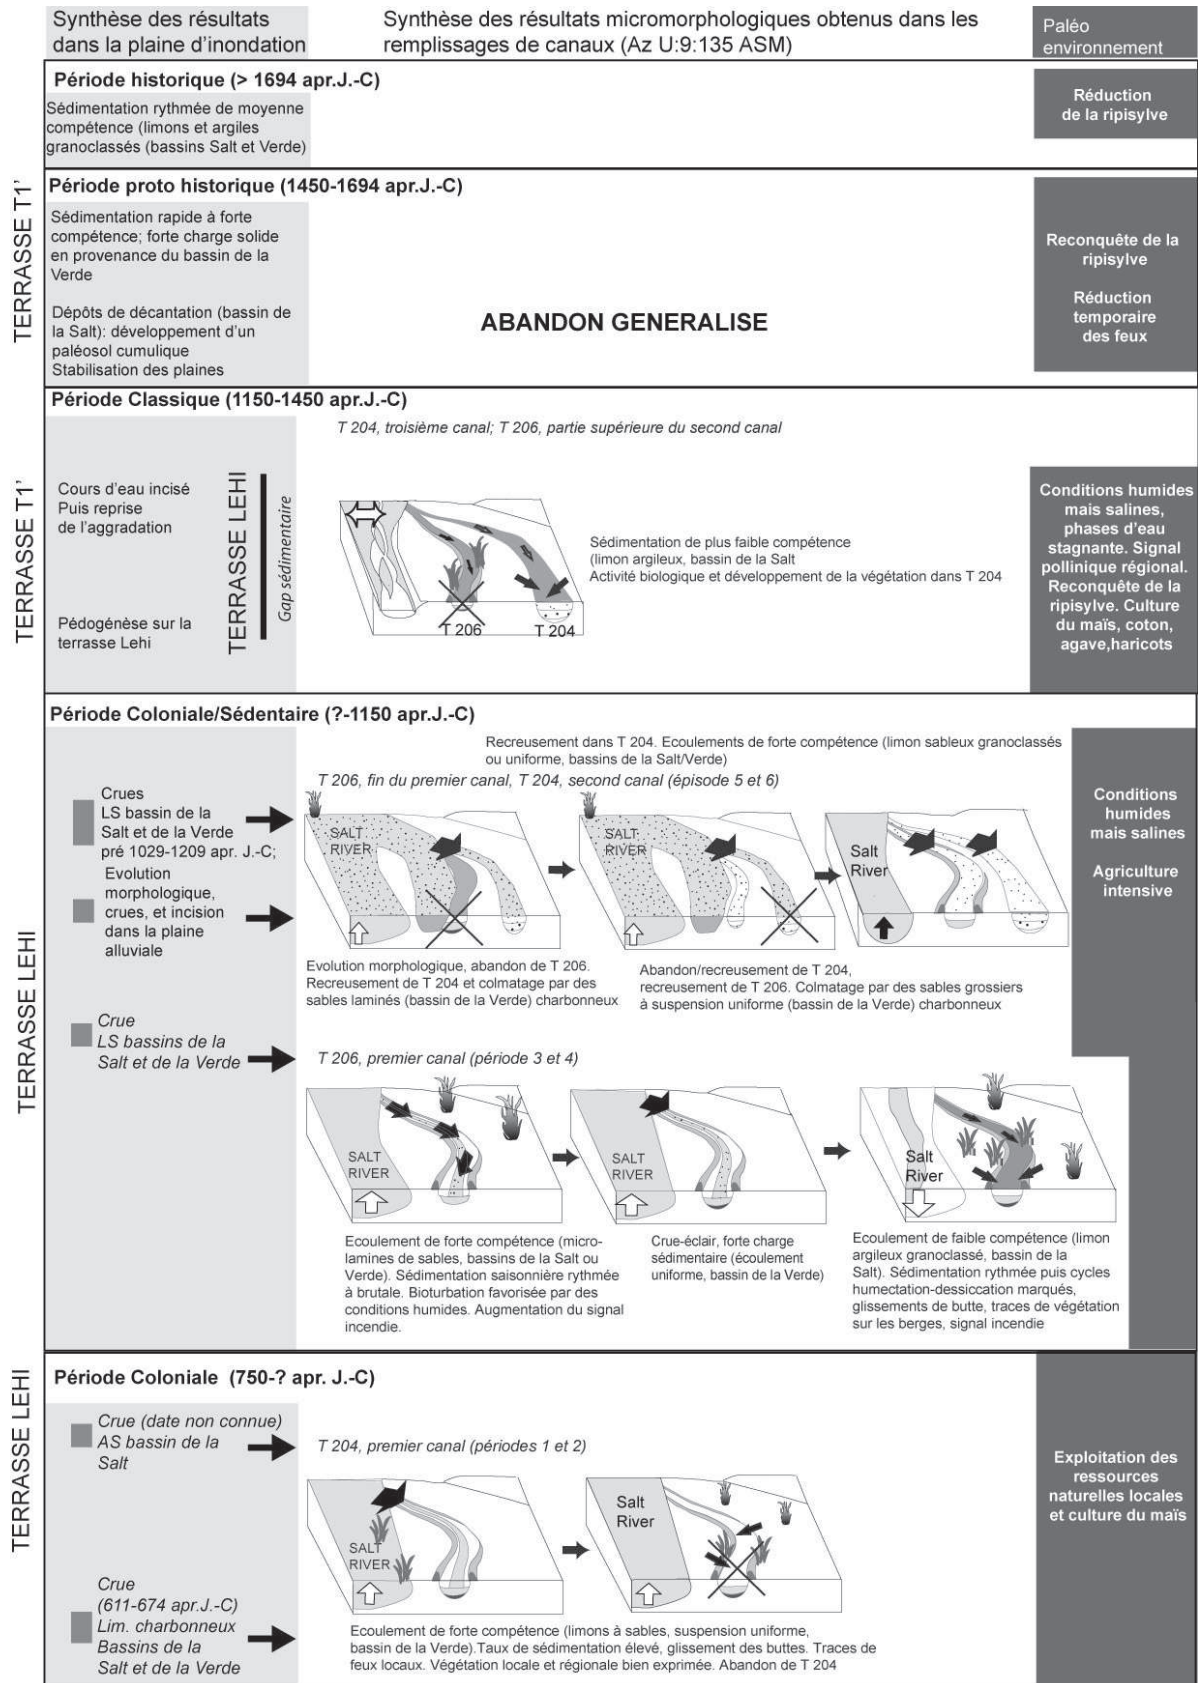 Synthèse des résultats
dans la plaine d'inondation
Synthèse des résultats micromorphologiques obtenus dans les
remplissages de canaux (Az U:9:135 ASM)
Paléo
environnement
TERRASSE T1'
Période historique (> 1694 apr.J.-C)
Sédimentation rythmée de moyenne
compétence (limons et argiles
granoclassés (bassins Salt et Verde)
Réduction
de la ripisylve
Période proto historique (1450-1694 apr.J.-C)
Sédimentation rapide à forte
compétence; forte charge solide
en provenance du bassin de la
Verde
Dépôts de décantation (bassin de
la Salt): développement d'un
paléosol cumulique
Stabilisation des plaines
ABANDON GENERALISE
Reconquête de la
ripisylve
Réduction
temporaire
des feux
TERRASSE T1'
Période Classique (1150-1450 apr.J.-C)
T 204, troisième canal; T 206, partie supérieure du second canal
Cours d'eau incisé
Puis reprise
de l'aggradation
Pédogénèse sur la
terrasse Lehi
TERRASSE LEHI
Gap sédimentaire
T 206
T 204
Sédimentation de plus faible compétence
(limon argileux, bassin de la Salt
Activité biologique et développement de la végétation dans T 204
Conditions humides
mais salines,
phases d'eau
stagnante. Signal
pollinique régional.
Reconquête de la
ripisylve. Culture
du maïs, coton,
agave,haricots
TERRASSE LEHI
Période Coloniale/Sédentaire (?-1150 apr.J.-C)
Recreusement dans T 204. Ecoulements de forte compétence (limon sableux granoclassés
ou uniforme, bassins de la Salt/Verde)
T 206, fin du premier canal, T 204, second canal (épisode 5 et 6)
Crues
LS bassin de la
Salt et de la Verde
pré 1029-1209 apr. J.-C;
Evolution
morphologique,
crues, et incision
dans la plaine
alluviale
SALT
RIVER
SALT
RIVER
Salt
River
Evolution morphologique, abandon de T 206.
Recreusement de T 204 et colmatage par des
sables laminés (bassin de la Verde) charbonneux
Abandon/recreusement de T 204,
recreusement de T 206. Colmatage par des sables grossiers
à suspension uniforme (bassin de la Verde) charbonneux
Conditions
humides
mais salines
Agriculture
intensive
Crue
LS bassins de la
Salt et de la Verde
T 206, premier canal (période 3 et 4)
SALT
RIVER
SALT
RIVER
Salt
River
Ecoulement de forte compétence (micro-
lamines de sables, bassins de la Salt ou
Verde). Sédimentation saisonnière rythmée
à brutale. Bioturbation favorisée par des
conditions humides. Augmentation du signal
incendie.
Crue-éclair, forte charge
sédimentaire (écoulement
uniforme, bassin de la Verde)
Ecoulement de faible compétence (limon
argileux granoclassé, bassin de la
Salt). Sédimentation rythmée puis cycles
humectation-dessiccation marqués,
glissements de butte, traces de végétation
sur les berges, signal incendie
TERRASSE LEHI
Période Coloniale (750-? apr. J.-C)
Crue (date non connue)
AS bassin de la
Salt
T 204, premier canal (périodes 1 et 2)
SALT
RIVER
Salt
River
Crue
(611-674 apr.J.-C)
Lim. charbonneux
Bassins de la
Salt et de la Verde
Ecoulement de forte compétence (limons à sables, suspension uniforme,
bassin de la Verde).Taux de sédimentation élevé, glissement des buttes. Traces de
feux locaux. Végétation locale et régionale bien exprimée. Abandon de T 204
Exploitation des
ressources
naturelles locales
et culture du maïs